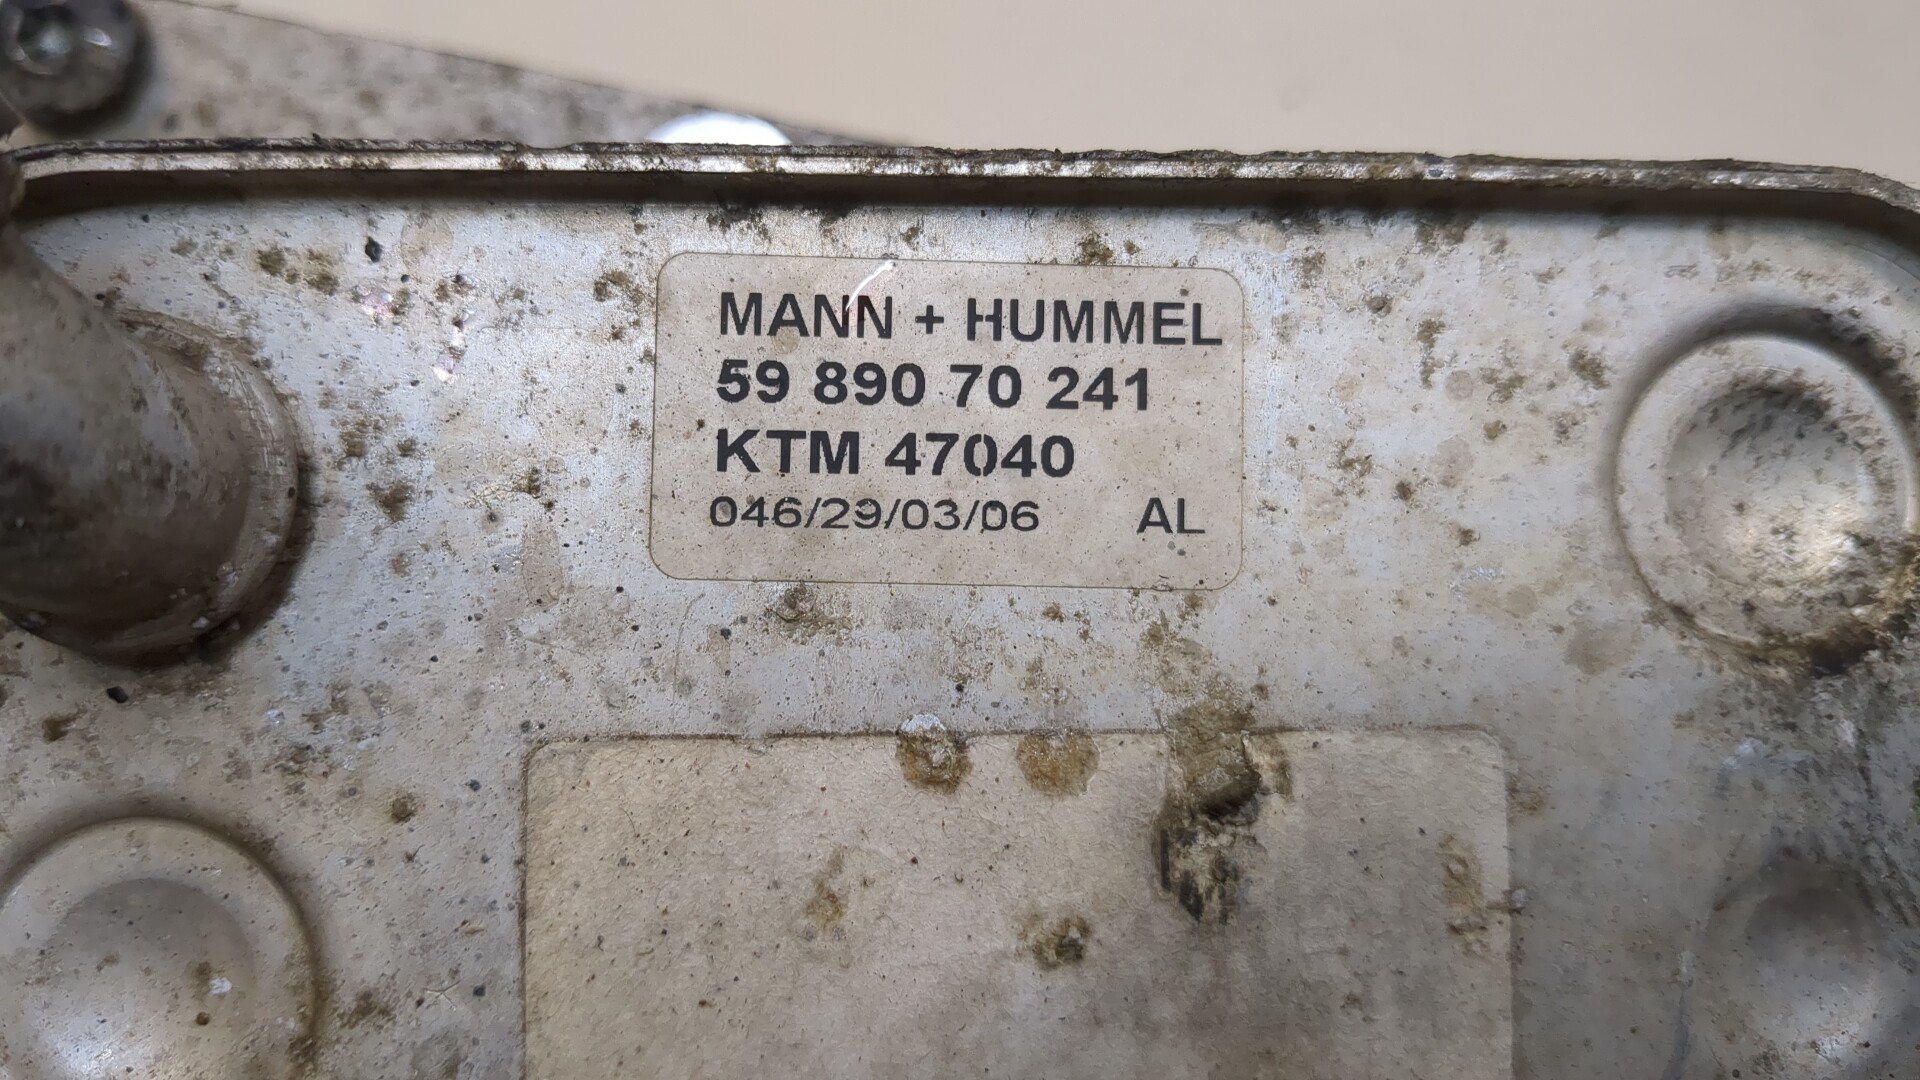 MANN + HUMMEL
59 890 70 241
KTM 47040
046/29/03/06 AL